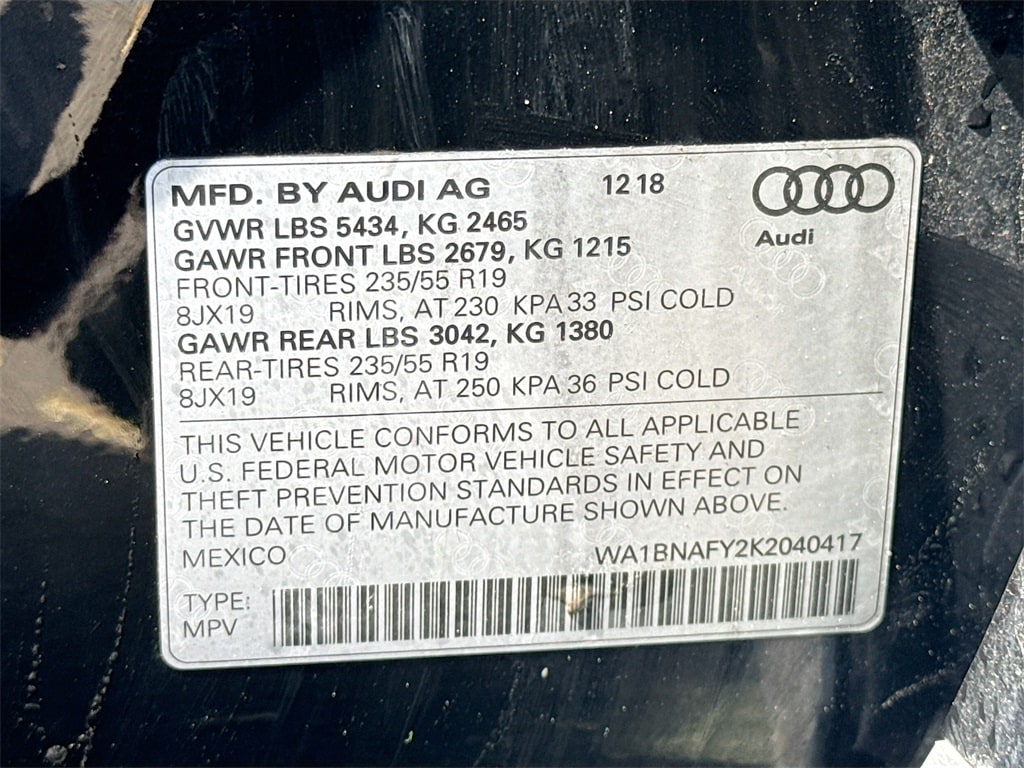 MFD. BY AUDI AG 12 18
Audi
GVWR LBS 5434, KG 2465
GAWR FRONT LBS 2679, KG 1215
FRONT-TIRES 235/55 R19
8JX19 RIMS, AT 230 KPA 33 PSI COLD
GAWR REAR LBS 3042, KG 1380
REAR-TIRES 235/55 R19
8JX19 RIMS, AT 250 KPA 36 PSI COLD
THIS VEHICLE CONFORMS TO ALL APPLICABLE
U.S. FEDERAL MOTOR VEHICLE SAFETY AND
THEFT PREVENTION STANDARDS IN EFFECT ON
THE DATE OF MANUFACTURE SHOWN ABOVE.
MEXICO WA1BNAFY2K2040417
TYPE:
MPV